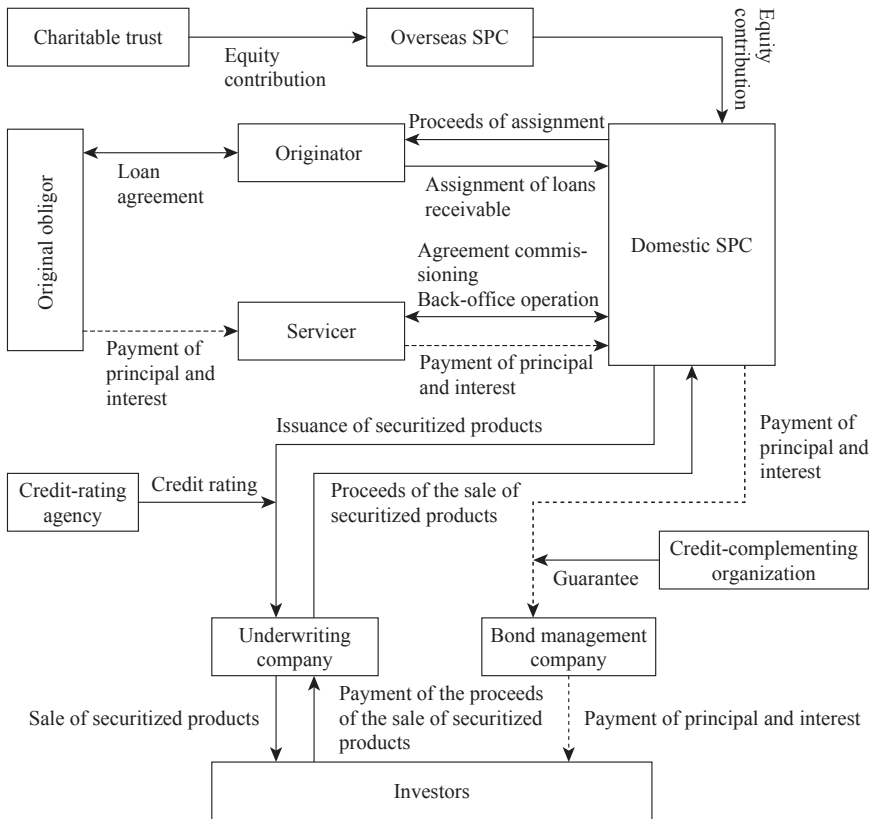 Charitable trust
Equity
contribution
Overseas SPC
Equity
contribution
Original obligor
Loan
agreement
Originator
Proceeds of assignment
Assignment of loans
receivable
Domestic SPC
Agreement commis-
sioning
Back-office operation
Servicer
Payment of
principal and
interest
Payment of principal
and interest
Issuance of securitized products
Payment of
principal and
interest
Credit-rating
agency
Credit rating
Proceeds of the sale of
securitized products
Credit-complementing
organization
Guarantee
Underwriting
company
Bond management
company
Sale of securitized products
Payment of the proceeds
of the sale of securitized
products
Payment of principal and interest
Investors